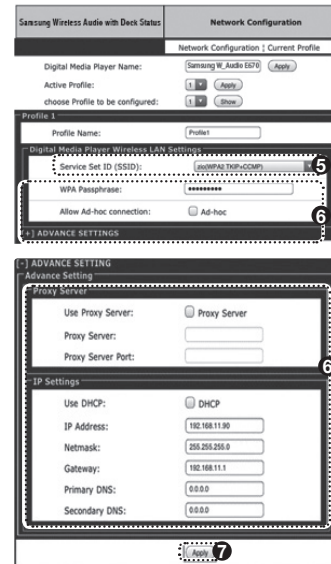 Samsung Wireless Audio with Dock Status
Network Configuration
Network Configuration | Current Profile
Digital Media Player Name: Samsung W_Audio E670 Apply
Active Profile: 1 Apply
choose Profile to be configured: 1 Show
Profile 1
Profile Name: Profile1
Digital Media Player Wireless LAN Settings
Service Set ID (SSID): zio(WPA2 TKIP+CCMP) 5
WPA Passphrase: •••••••••
Allow Ad-hoc connection: Ad-hoc 6
[+] ADVANCE SETTINGS
[-] ADVANCE SETTING
Advance Setting
Proxy Server
Use Proxy Server: Proxy Server
Proxy Server:
Proxy Server Port:
6
IP Settings
Use DHCP: DHCP
IP Address: 192.168.11.90
Netmask: 255.255.255.0
Gateway: 192.168.11.1
Primary DNS: 0.0.0.0
Secondary DNS: 0.0.0.0
Apply 7